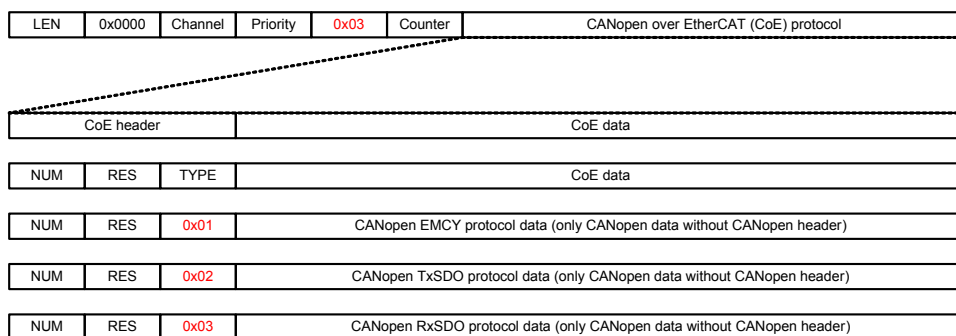 LEN 0x0000 Channel Priority 0x03 Counter CANopen over EtherCAT (CoE) protocol
CoE header CoE data
NUM RES TYPE CoE data
NUM RES 0x01 CANopen EMCY protocol data (only CANopen data without CANopen header)
NUM RES 0x02 CANopen TxSDO protocol data (only CANopen data without CANopen header)
NUM RES 0x03 CANopen RxSDO protocol data (only CANopen data without CANopen header)